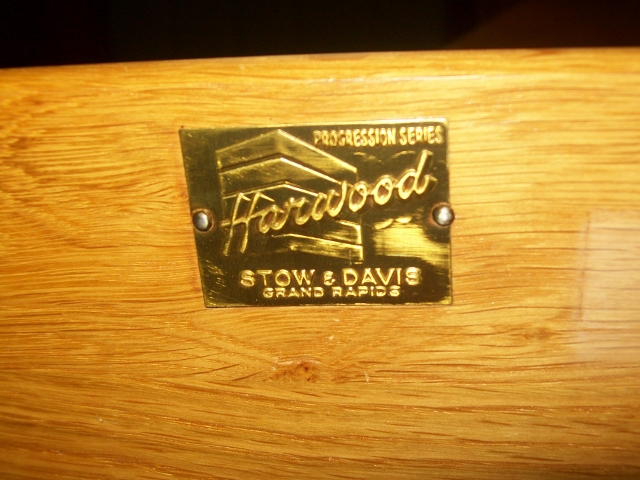 PROGRESSION SERIES
Harwood
STOW & DAVIS
GRAND RAPIDS